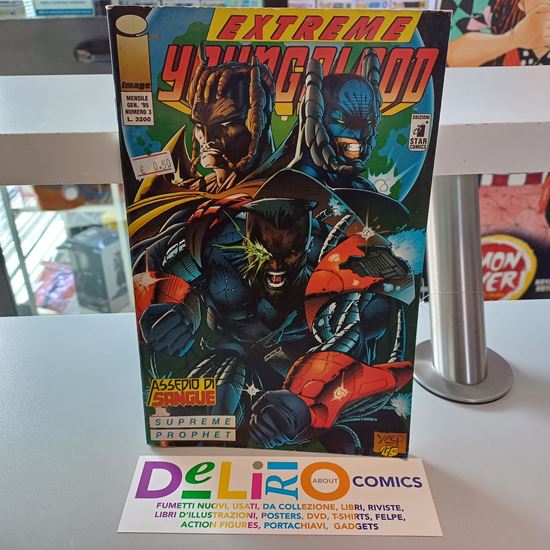 EXTREME
YOUNGBLOOD
image
MENSILE
GEN. '95
NUMERO 3
L. 3200
EDIZIONI
STAR
COMICS
0.50
ASSEDIO DI
SANGUE
SUPREME
PROPHET
DeLiRiO
ABOUT
COMICS
FUMETTI NUOVI, USATI, DA COLLEZIONE, LIBRI, RIVISTE,
LIBRI D'ILLUSTRAZIONI, POSTERS, DVD, T-SHIRTS, FELPE,
ACTION FIGURES, PORTACHIAVI, GADGETS